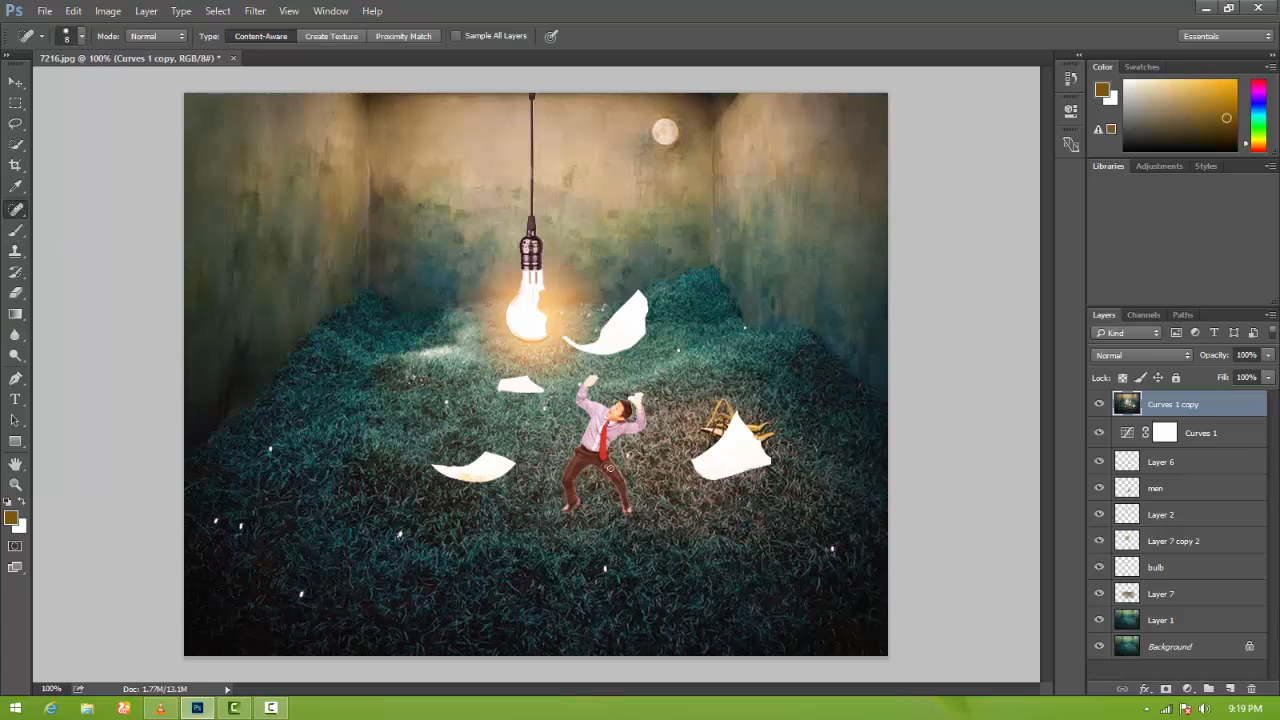 Ps File Edit Image Layer Type Select Filter View Window Help
8 Mode: Normal Type: Content-Aware Create Texture Proximity Match Sample All Layers Essentials
7216.jpg @ 100% (Curves 1 copy, RGB/8#) * ×
Color Swatches
Libraries Adjustments Styles
Layers Channels Paths
Kind
Normal Opacity: 100%
Lock: Fill: 100%
Curves 1 copy
Curves 1
Layer 6
men
Layer 2
Layer 7 copy 2
bulb
Layer 7
Layer 1
Background
100% Doc: 1.77M/13.1M
9:19 PM